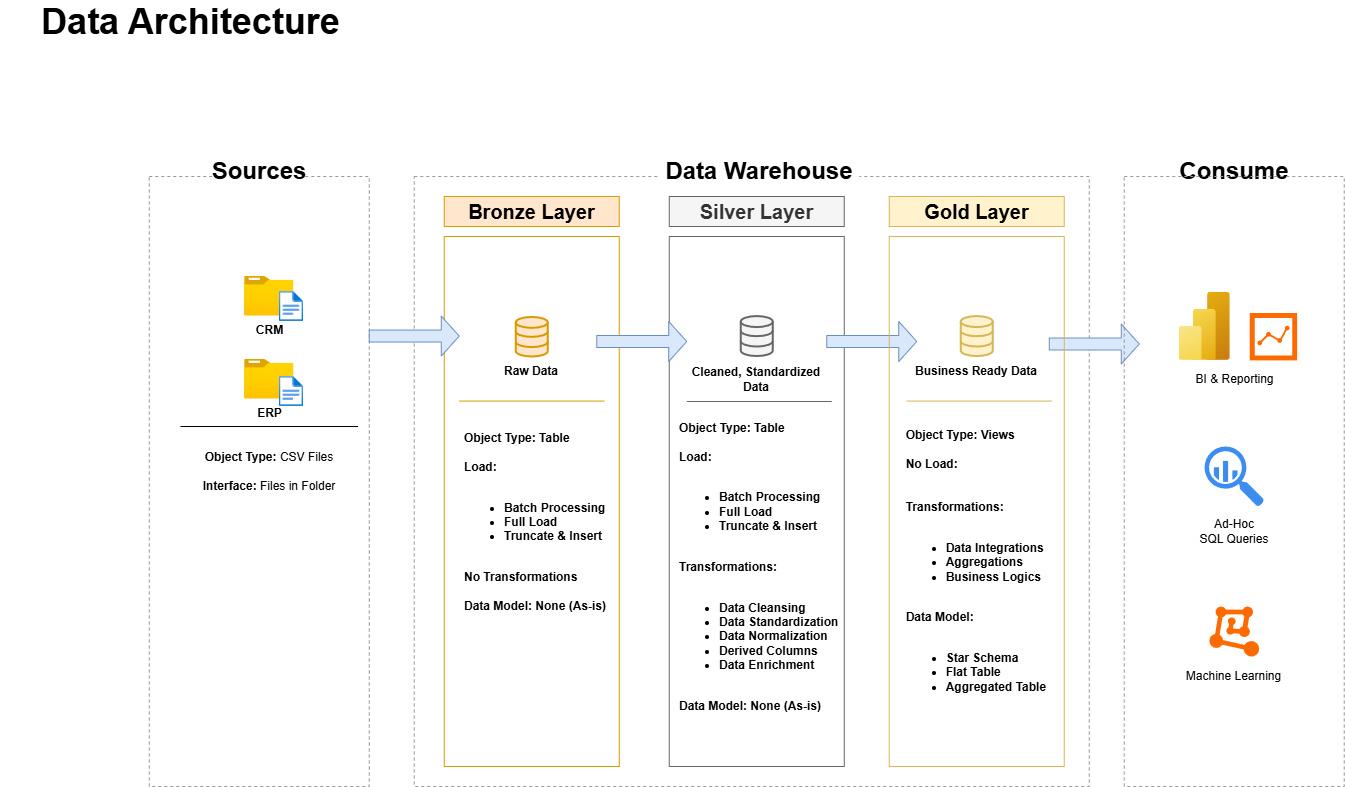 Data Architecture
Sources
CRM
ERP
Object Type: CSV Files
Interface: Files in Folder
Data Warehouse
Bronze Layer
Raw Data
Object Type: Table
Load:
Batch Processing
Full Load
Truncate & Insert
No Transformations
Data Model: None (As-is)
Silver Layer
Cleaned, Standardized
Data
Object Type: Table
Load:
Batch Processing
Full Load
Truncate & Insert
Transformations:
Data Cleansing
Data Standardization
Data Normalization
Derived Columns
Data Enrichment
Data Model: None (As-is)
Gold Layer
Business Ready Data
Object Type: Views
No Load:
Transformations:
Data Integrations
Aggregations
Business Logics
Data Model:
Star Schema
Flat Table
Aggregated Table
Consume
BI & Reporting
Ad-Hoc
SQL Queries
Machine Learning